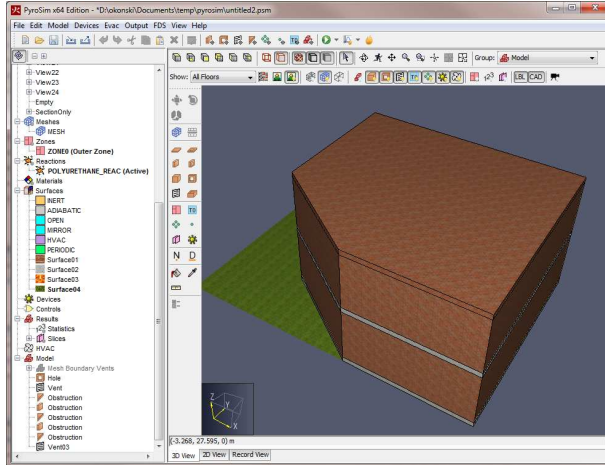 PyroSim x64 Edition - *D:\okonski\Documents\temp\pyrosim\untitled2.psm
File Edit Model Devices Evac Output FDS View Help
Group: Model
Show: All Floors
LBL CAD
View22
View23
View24
Empty
SectionOnly
Meshes
MESH
Zones
ZONE0 (Outer Zone)
Reactions
POLYURETHANE_REAC (Active)
Materials
Surfaces
INERT
ADIABATIC
OPEN
MIRROR
HVAC
PERIODIC
Surface01
Surface02
Surface03
Surface04
Devices
Controls
Results
Statistics
Slices
HVAC
Model
Mesh Boundary Vents
Hole
Vent
Obstruction
Obstruction
Obstruction
Obstruction
Obstruction
Vent03
N D
Z Y X
(-3.268, 27.595, 0) m
3D View 2D View Record View